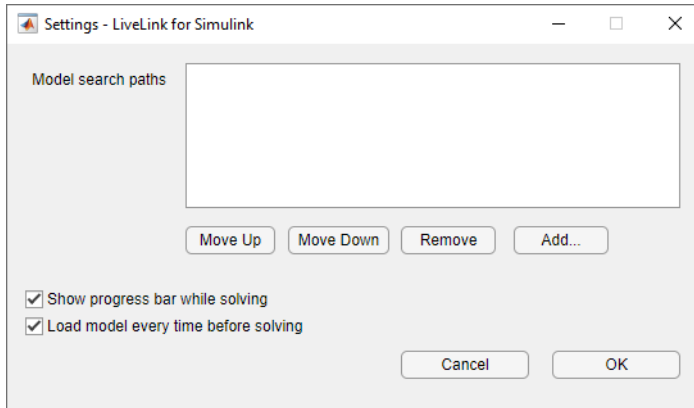 Settings - LiveLink for Simulink
Model search paths
Move Up Move Down Remove Add...
Show progress bar while solving
Load model every time before solving
Cancel OK